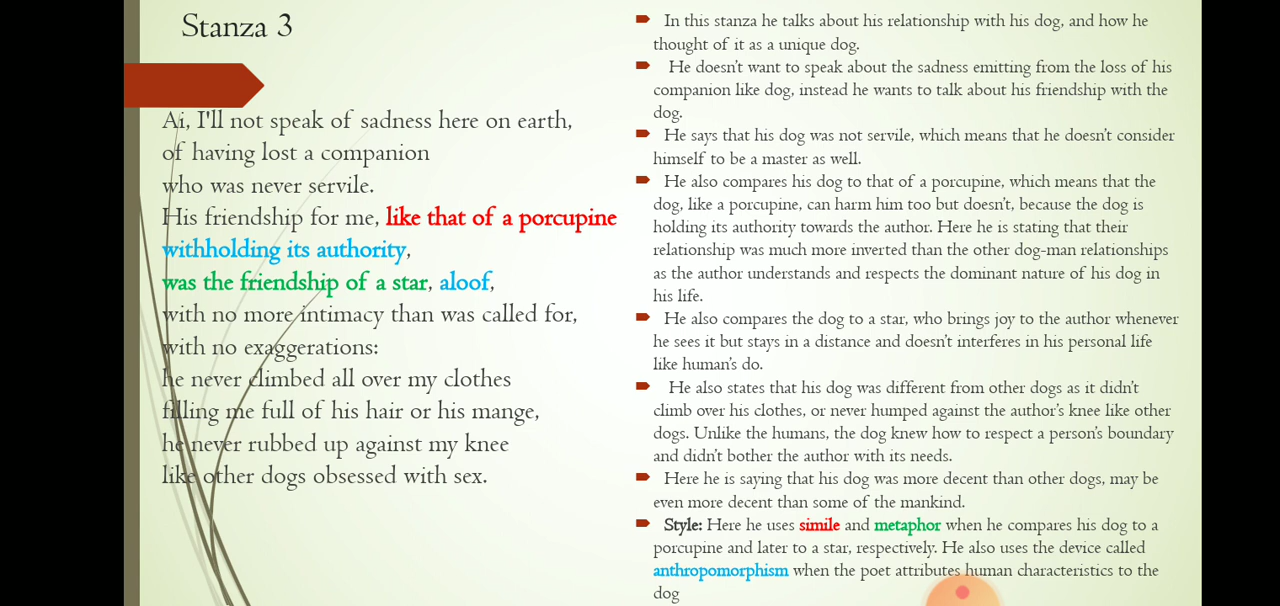 Stanza 3
Ai, I'll not speak of sadness here on earth,
of having lost a companion
who was never servile.
His friendship for me, like that of a porcupine
withholding its authority,
was the friendship of a star, aloof,
with no more intimacy than was called for,
with no exaggerations:
he never climbed all over my clothes
filling me full of his hair or his mange,
he never rubbed up against my knee
like other dogs obsessed with sex.
In this stanza he talks about his relationship with his dog, and how he
thought of it as a unique dog.
He doesn't want to speak about the sadness emitting from the loss of his
companion like dog, instead he wants to talk about his friendship with the
dog.
He says that his dog was not servile, which means that he doesn't consider
himself to be a master as well.
He also compares his dog to that of a porcupine, which means that the
dog, like a porcupine, can harm him too but doesn't, because the dog is
holding its authority towards the author. Here he is stating that their
relationship was much more inverted than the other dog-man relationships
as the author understands and respects the dominant nature of his dog in
his life.
He also compares the dog to a star, who brings joy to the author whenever
he sees it but stays in a distance and doesn't interferes in his personal life
like human's do.
He also states that his dog was different from other dogs as it didn't
climb over his clothes, or never humped against the author's knee like other
dogs. Unlike the humans, the dog knew how to respect a person's boundary
and didn't bother the author with its needs.
Here he is saying that his dog was more decent than other dogs, may be
even more decent than some of the mankind.
Style: Here he uses simile and metaphor when he compares his dog to a
porcupine and later to a star, respectively. He also uses the device called
anthropomorphism when the poet attributes human characteristics to the
dog